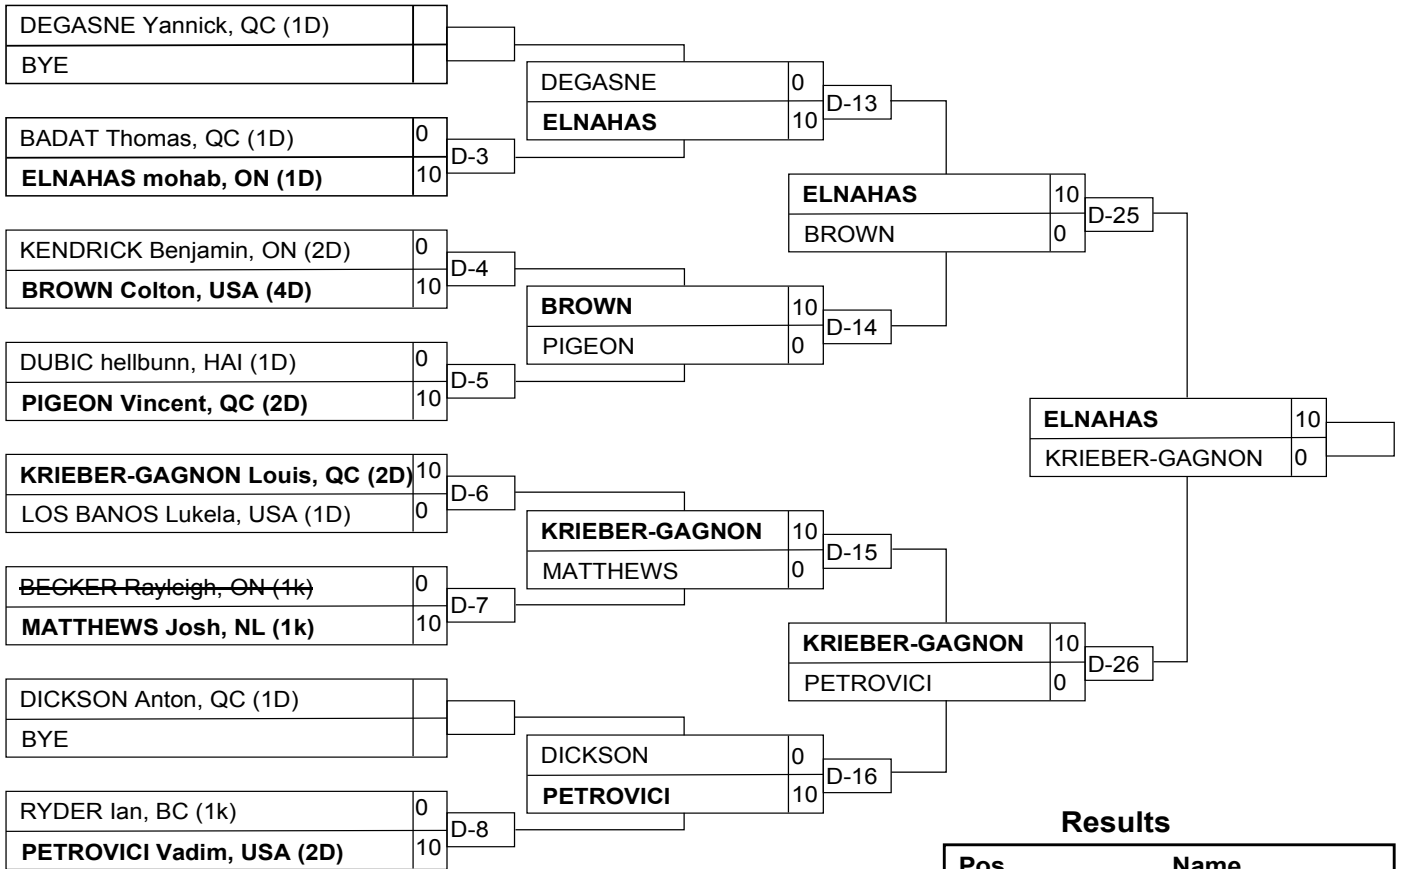 DEGASNE Yannick, QC (1D)
BYE
BADAT Thomas, QC (1D) 0
ELNAHAS mohab, ON (1D) 10
D-3
KENDRICK Benjamin, ON (2D) 0
BROWN Colton, USA (4D) 10
D-4
DUBIC hellbunn, HAI (1D) 0
PIGEON Vincent, QC (2D) 10
D-5
KRIEBER-GAGNON Louis, QC (2D) 10
LOS BANOS Lukela, USA (1D) 0
D-6
BECKER Rayleigh, ON (1k) 0
MATTHEWS Josh, NL (1k) 10
D-7
DICKSON Anton, QC (1D)
BYE
RYDER Ian, BC (1k) 0
PETROVICI Vadim, USA (2D) 10
D-8
DEGASNE 0
ELNAHAS 10
D-13
BROWN 10
PIGEON 0
D-14
KRIEBER-GAGNON 10
MATTHEWS 0
D-15
DICKSON 0
PETROVICI 10
D-16
ELNAHAS 10
BROWN 0
D-25
KRIEBER-GAGNON 10
PETROVICI 0
D-26
ELNAHAS 10
KRIEBER-GAGNON 0
Results
Pos Name